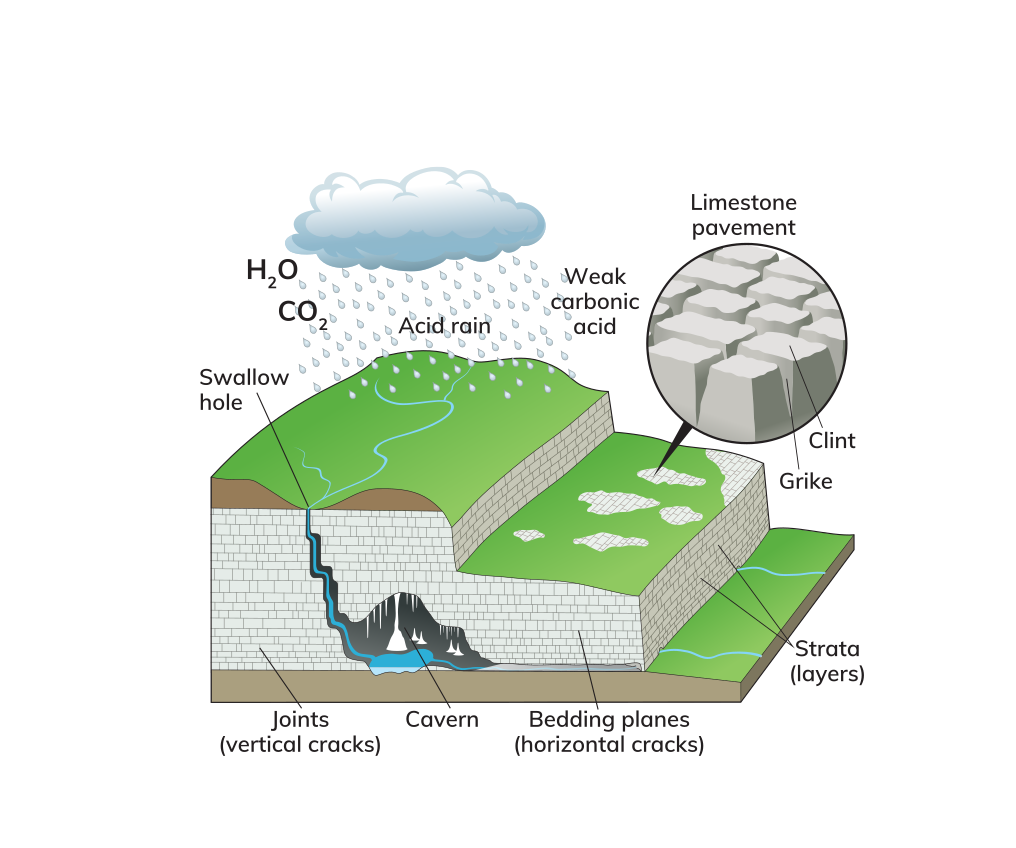 Limestone
pavement
H₂O
CO₂
Weak
carbonic
acid
Acid rain
Swallow
hole
Clint
Grike
Strata
(layers)
Joints
(vertical cracks)
Cavern
Bedding planes
(horizontal cracks)